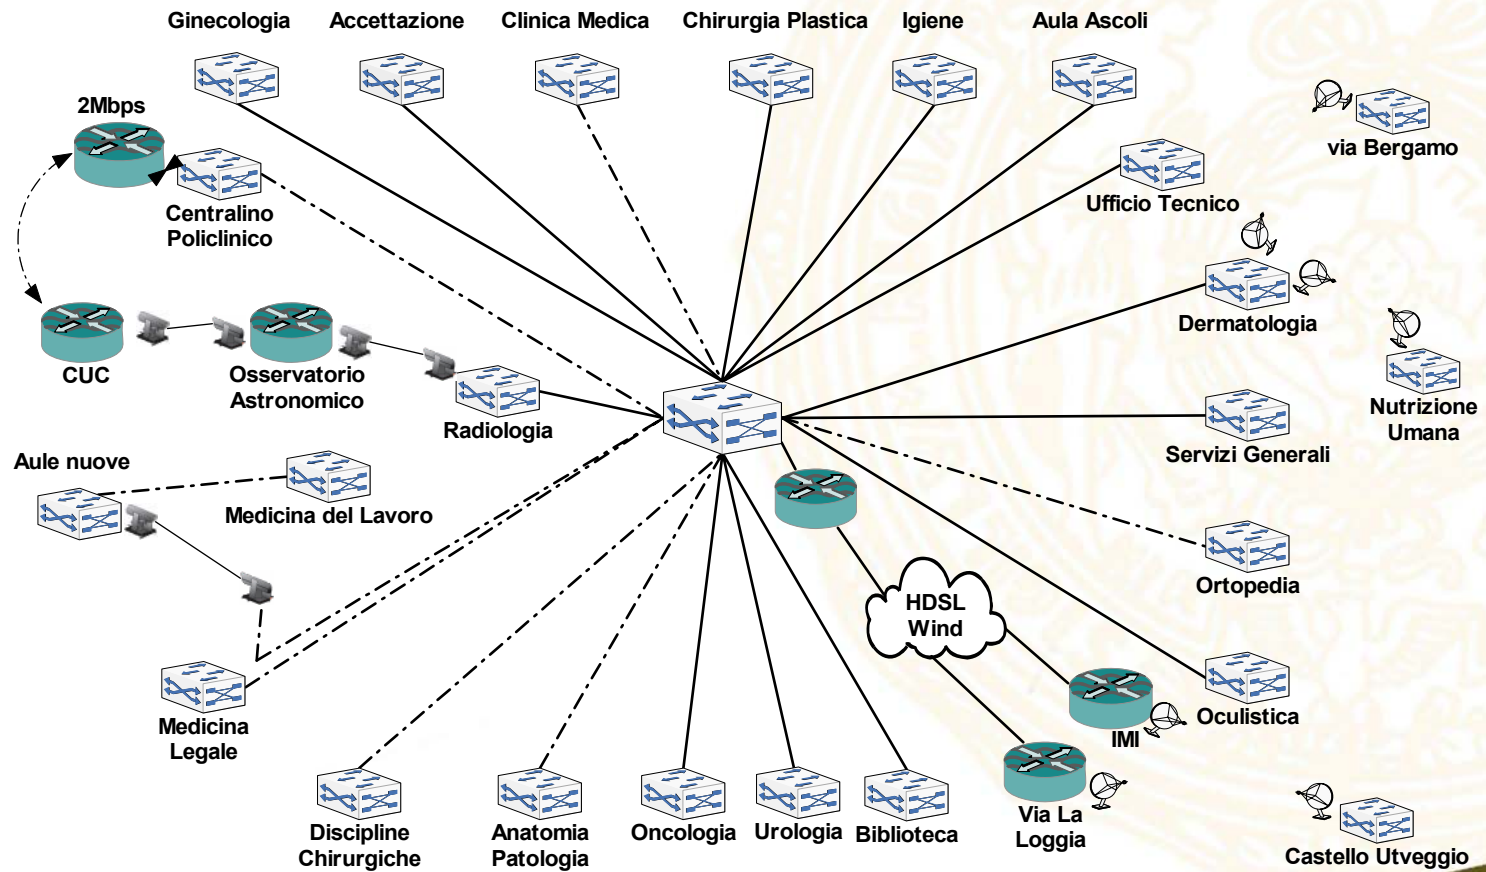 Ginecologia
Accettazione
Clinica Medica
Chirurgia Plastica
Igiene
Aula Ascoli
2Mbps
via Bergamo
Centralino
Policlinico
Ufficio Tecnico
Dermatologia
CUC
Osservatorio
Astronomico
Radiologia
Nutrizione
Umana
Servizi Generali
Aule nuove
Medicina del Lavoro
Ortopedia
HDSL
Wind
Medicina
Legale
IMI
Oculistica
Discipline
Chirurgiche
Anatomia
Patologia
Oncologia
Urologia
Biblioteca
Via La
Loggia
Castello Utveggio